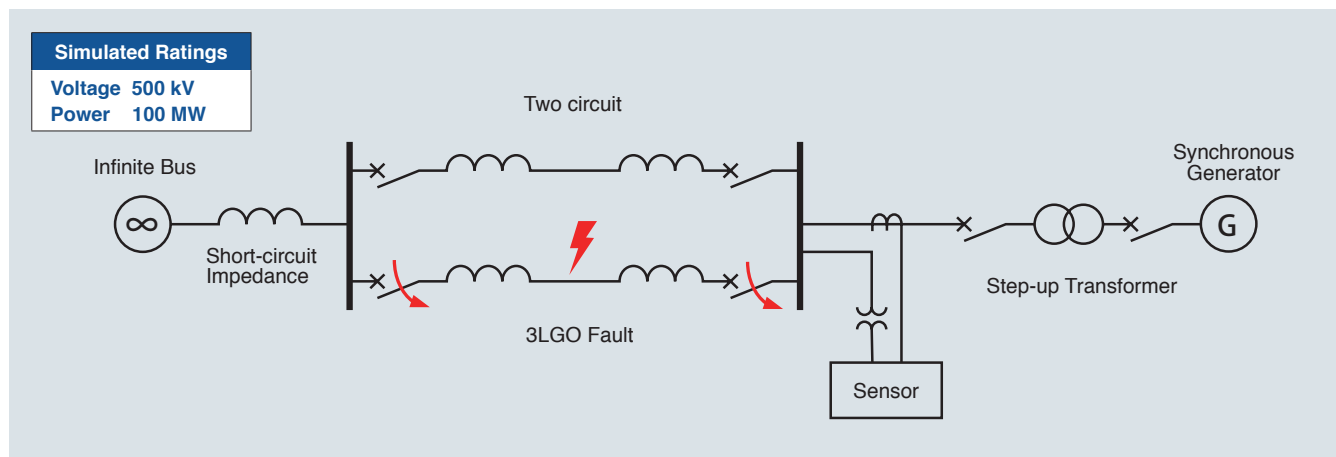 Simulated Ratings
Voltage 500 kV
Power 100 MW
Two circuit
Infinite Bus
∞
Short-circuit
Impedance
3LGO Fault
Synchronous
Generator
G
Step-up Transformer
Sensor